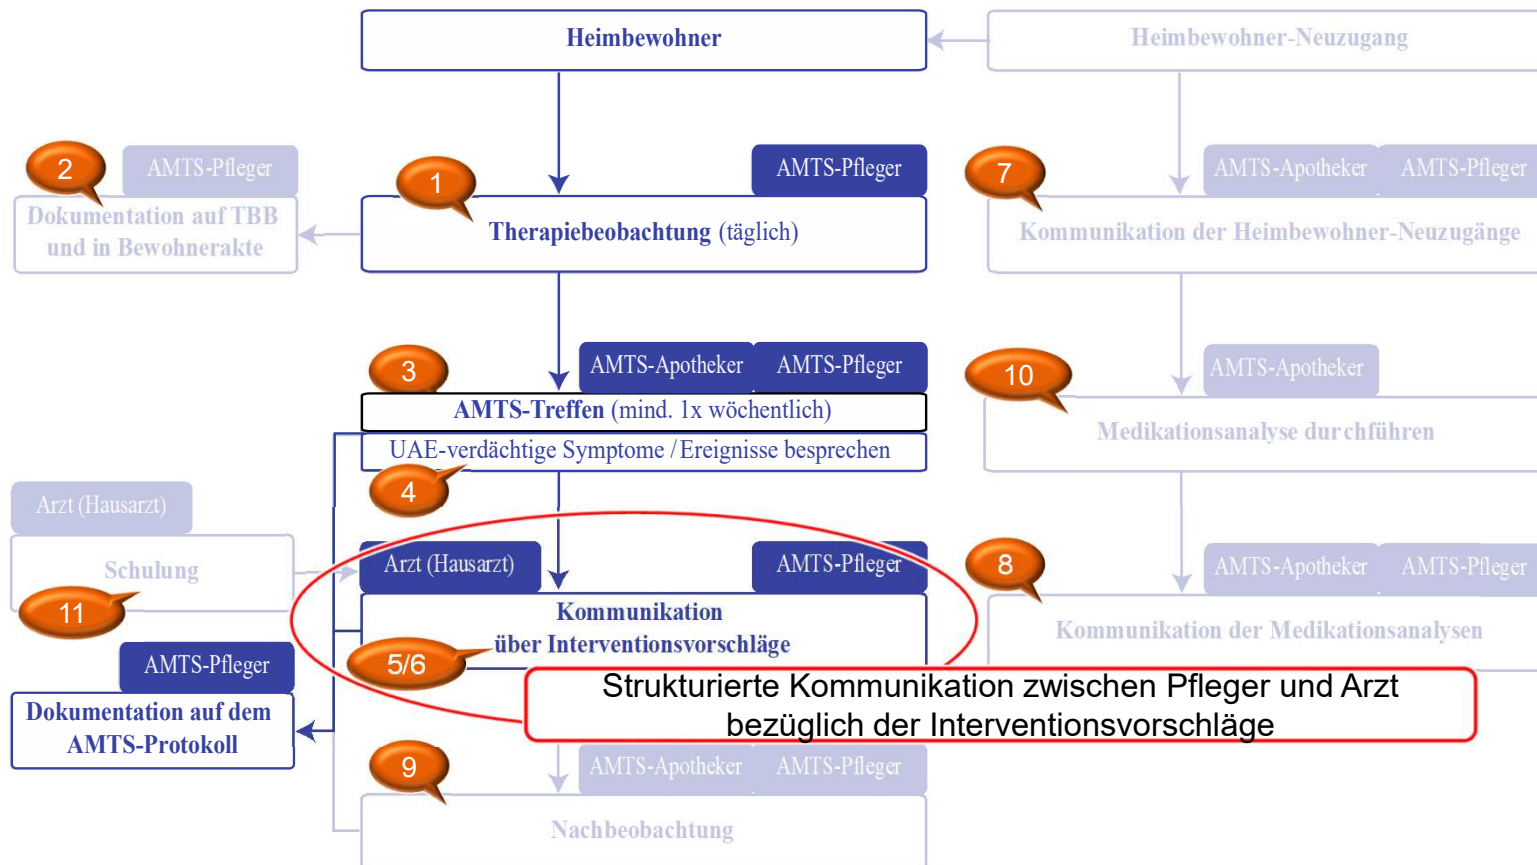 Heimbewohner
Heimbewohner-Neuzugang
2
AMTS-Pfleger
Dokumentation auf TBB
und in Bewohnerakte
1
AMTS-Pfleger
Therapiebeobachtung (täglich)
7
AMTS-Apotheker
AMTS-Pfleger
Kommunikation der Heimbewohner-Neuzugänge
3
AMTS-Apotheker
AMTS-Pfleger
AMTS-Treffen (mind. 1x wöchentlich)
UAE-verdächtige Symptome / Ereignisse besprechen
4
10
AMTS-Apotheker
Medikationsanalyse durchführen
Arzt (Hausarzt)
Schulung
11
Arzt (Hausarzt)
AMTS-Pfleger
Kommunikation
über Interventionsvorschläge
5/6
8
AMTS-Apotheker
AMTS-Pfleger
Kommunikation der Medikationsanalysen
Strukturierte Kommunikation zwischen Pfleger und Arzt
bezüglich der Interventionsvorschläge
AMTS-Pfleger
Dokumentation auf dem
AMTS-Protokoll
9
AMTS-Apotheker
AMTS-Pfleger
Nachbeobachtung